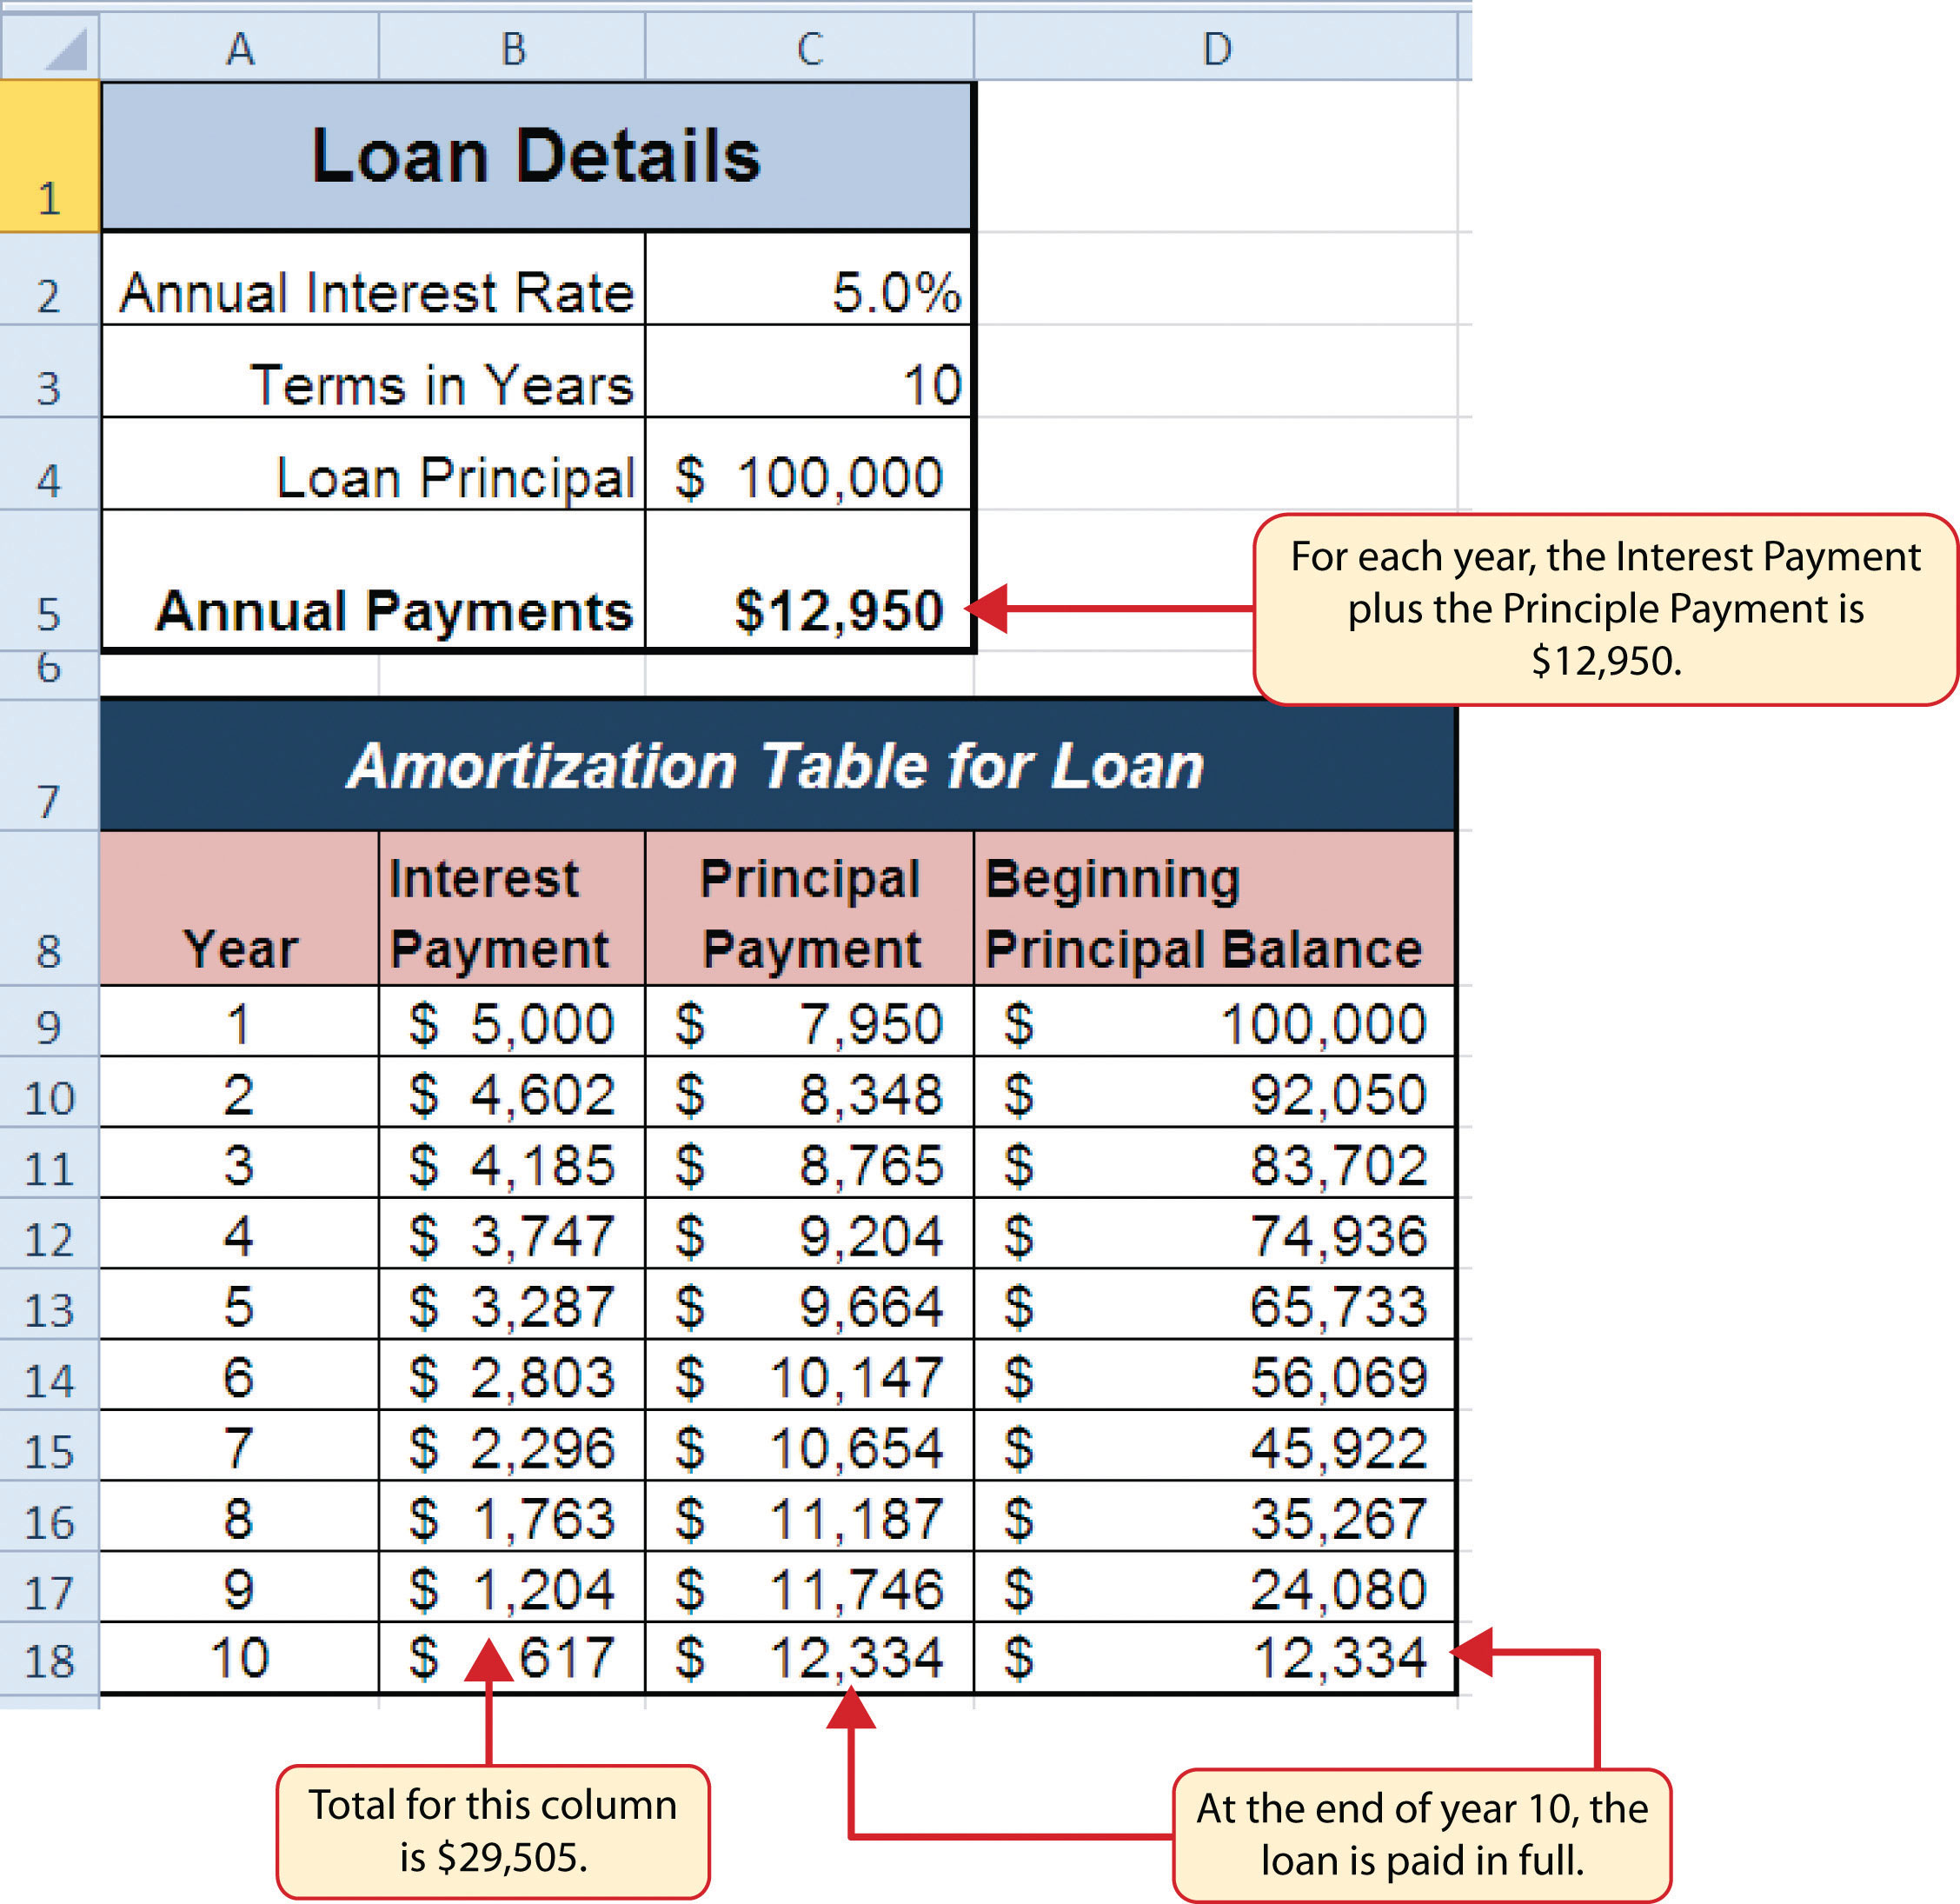 A B C D
1 Loan Details
2 Annual Interest Rate 5.0%
3 Terms in Years 10
4 Loan Principal $ 100,000
5 Annual Payments $12,950
For each year, the Interest Payment
plus the Principle Payment is
$12,950.
6
7 Amortization Table for Loan
8 Year Interest Payment Principal Payment Beginning Principal Balance
9 1 $ 5,000 $ 7,950 $ 100,000
10 2 $ 4,602 $ 8,348 $ 92,050
11 3 $ 4,185 $ 8,765 $ 83,702
12 4 $ 3,747 $ 9,204 $ 74,936
13 5 $ 3,287 $ 9,664 $ 65,733
14 6 $ 2,803 $ 10,147 $ 56,069
15 7 $ 2,296 $ 10,654 $ 45,922
16 8 $ 1,763 $ 11,187 $ 35,267
17 9 $ 1,204 $ 11,746 $ 24,080
18 10 $ 617 $ 12,334 $ 12,334
Total for this column
is $29,505.
At the end of year 10, the
loan is paid in full.